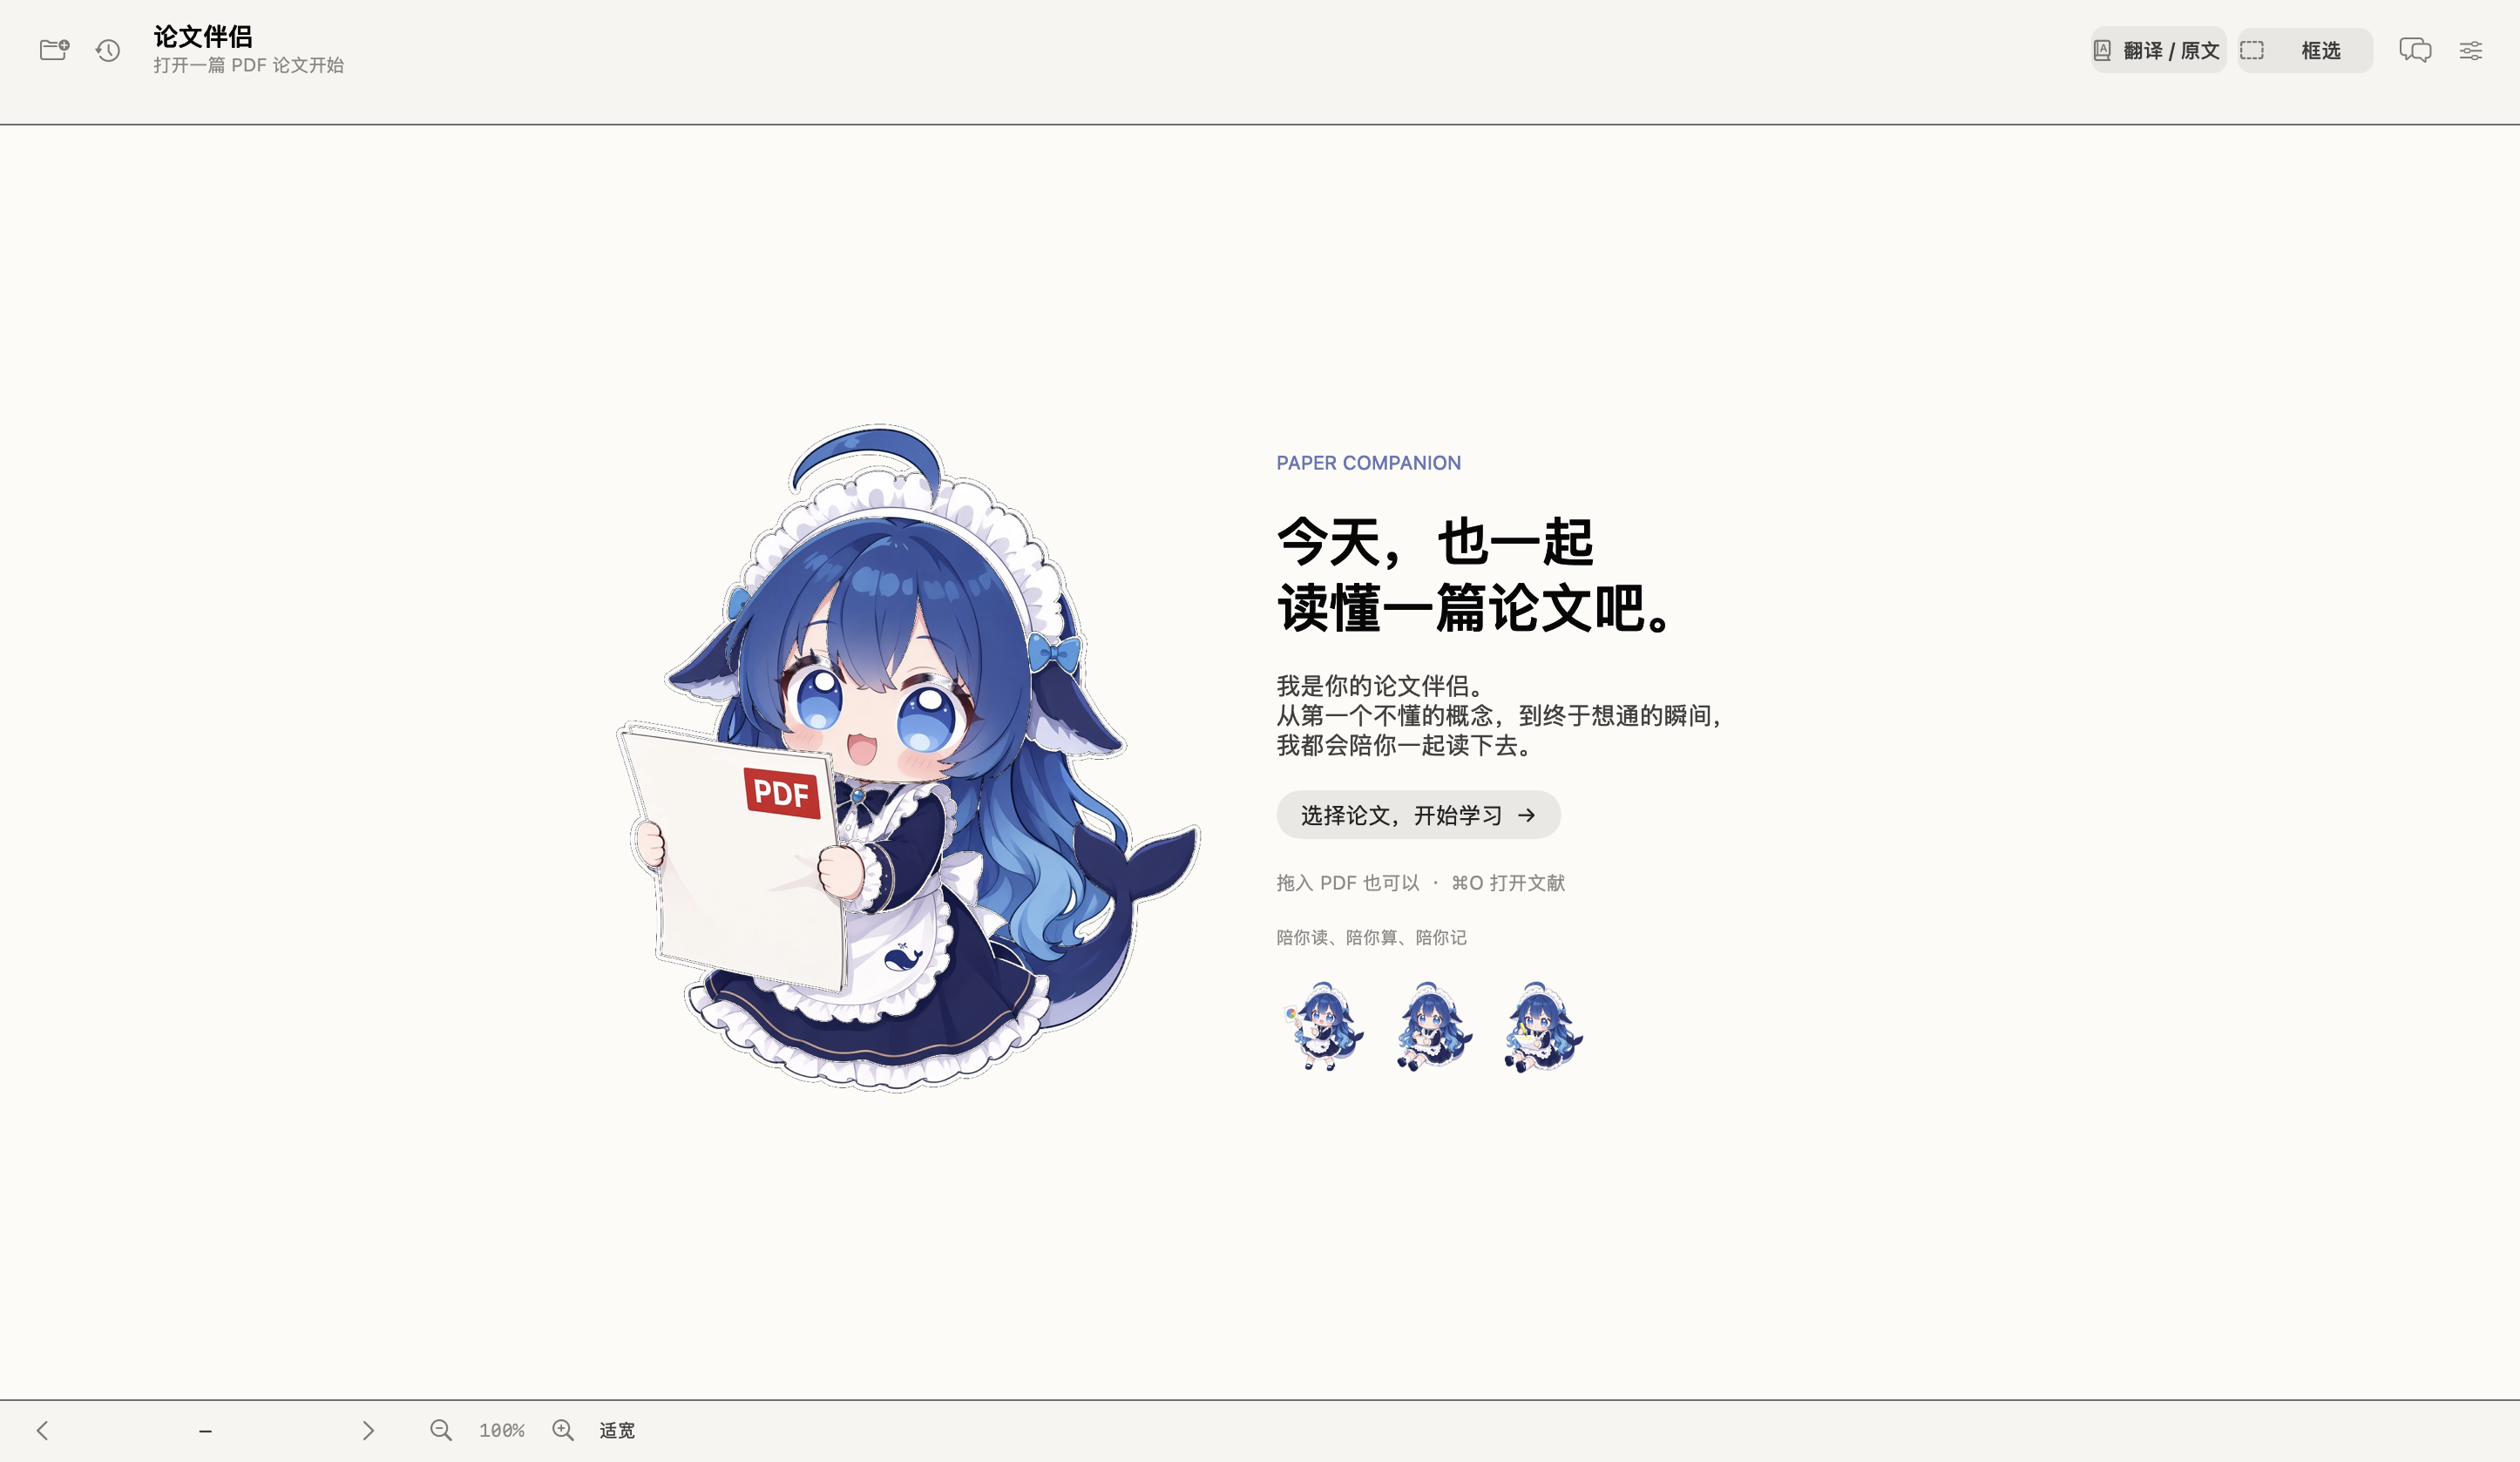 论文伴侣
打开一篇 PDF 论文开始
翻译 / 原文
框选
PAPER COMPANION
今天，也一起
读懂一篇论文吧。
我是你的论文伴侣。
从第一个不懂的概念，到终于想通的瞬间，
我都会陪你一起读下去。
PDF
选择论文，开始学习 →
拖入 PDF 也可以 · ⌘O 打开文献
陪你读、陪你算、陪你记
–
100%
适宽